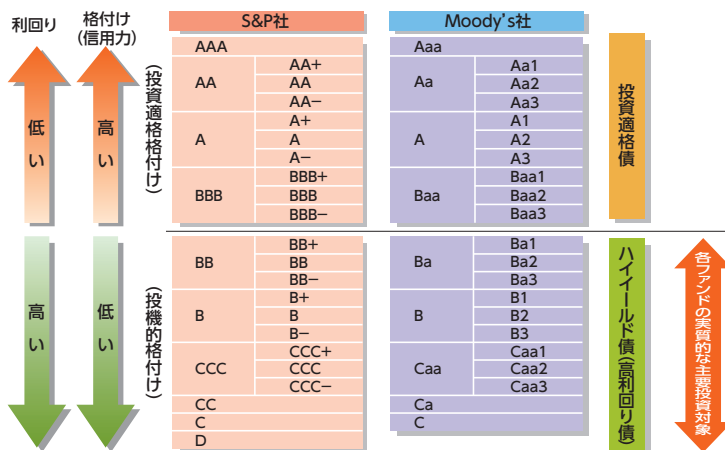 利回り
格付け
(信用力)
S&P社
Moody's社
低い
高い
(投資適格格付け)
AAA
AA
AA+
AA
AA−
A
A+
A
A−
BBB
BBB+
BBB
BBB−
Aaa
Aa
Aa1
Aa2
Aa3
A
A1
A2
A3
Baa
Baa1
Baa2
Baa3
投資適格債
高い
低い
(投機的格付け)
BB
BB+
BB
BB−
B
B+
B
B−
CCC
CCC+
CCC
CCC−
CC
C
D
Ba
Ba1
Ba2
Ba3
B
B1
B2
B3
Caa
Caa1
Caa2
Caa3
Ca
C
ハイイールド債(高利回り債)
各ファンドの実質的な主要投資対象